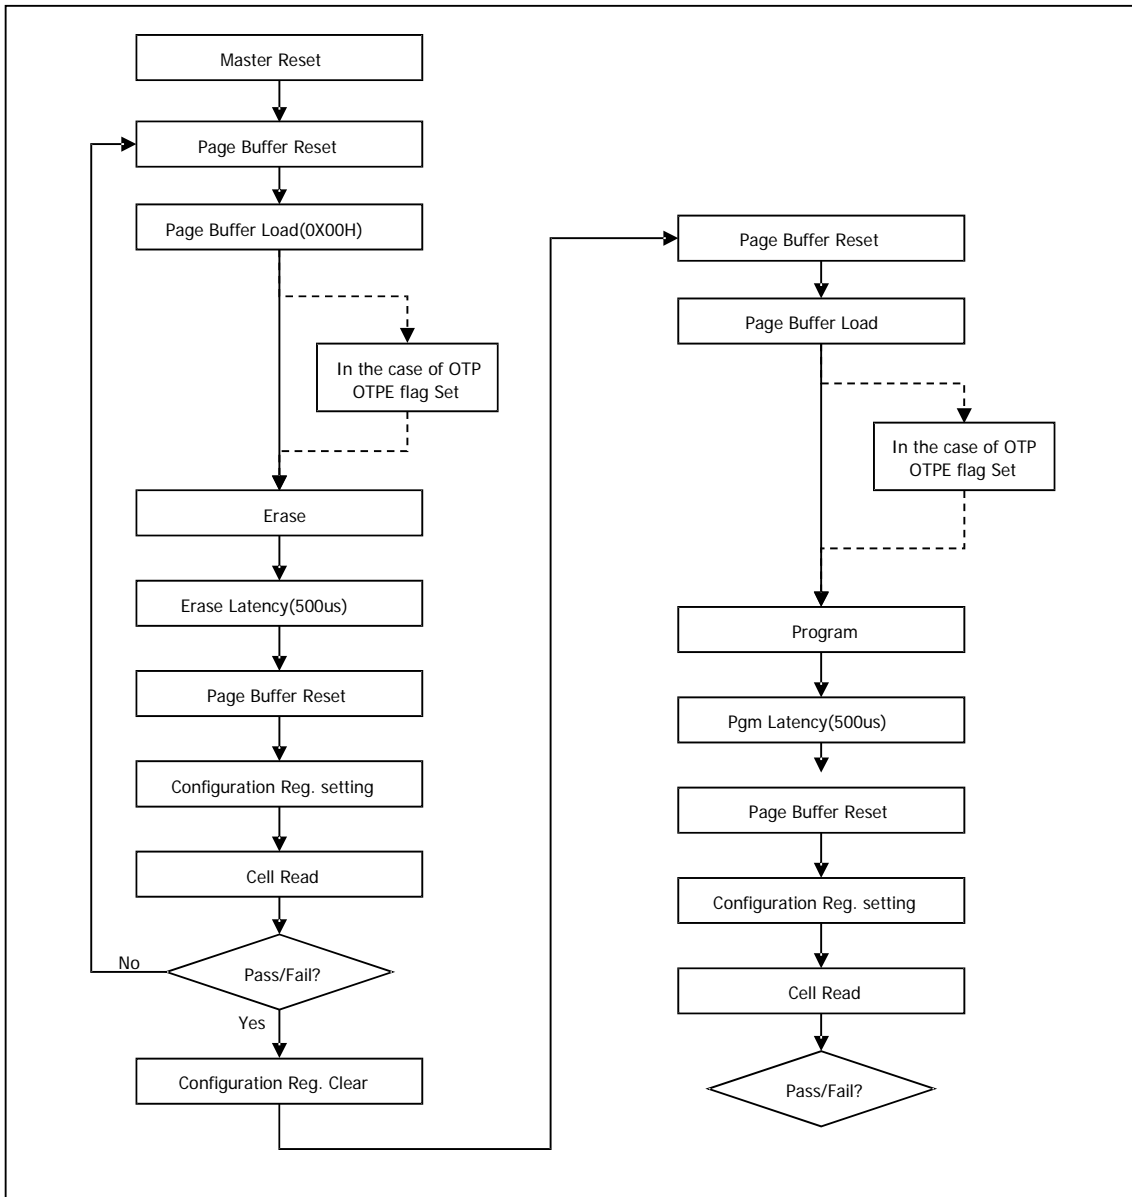 Master Reset
Page Buffer Reset
Page Buffer Load(0X00H)
In the case of OTP
OTPE flag Set
Erase
Erase Latency(500us)
Page Buffer Reset
Configuration Reg. setting
Cell Read
Pass/Fail?
No
Yes
Configuration Reg. Clear
Page Buffer Reset
Page Buffer Load
In the case of OTP
OTPE flag Set
Program
Pgm Latency(500us)
Page Buffer Reset
Configuration Reg. setting
Cell Read
Pass/Fail?